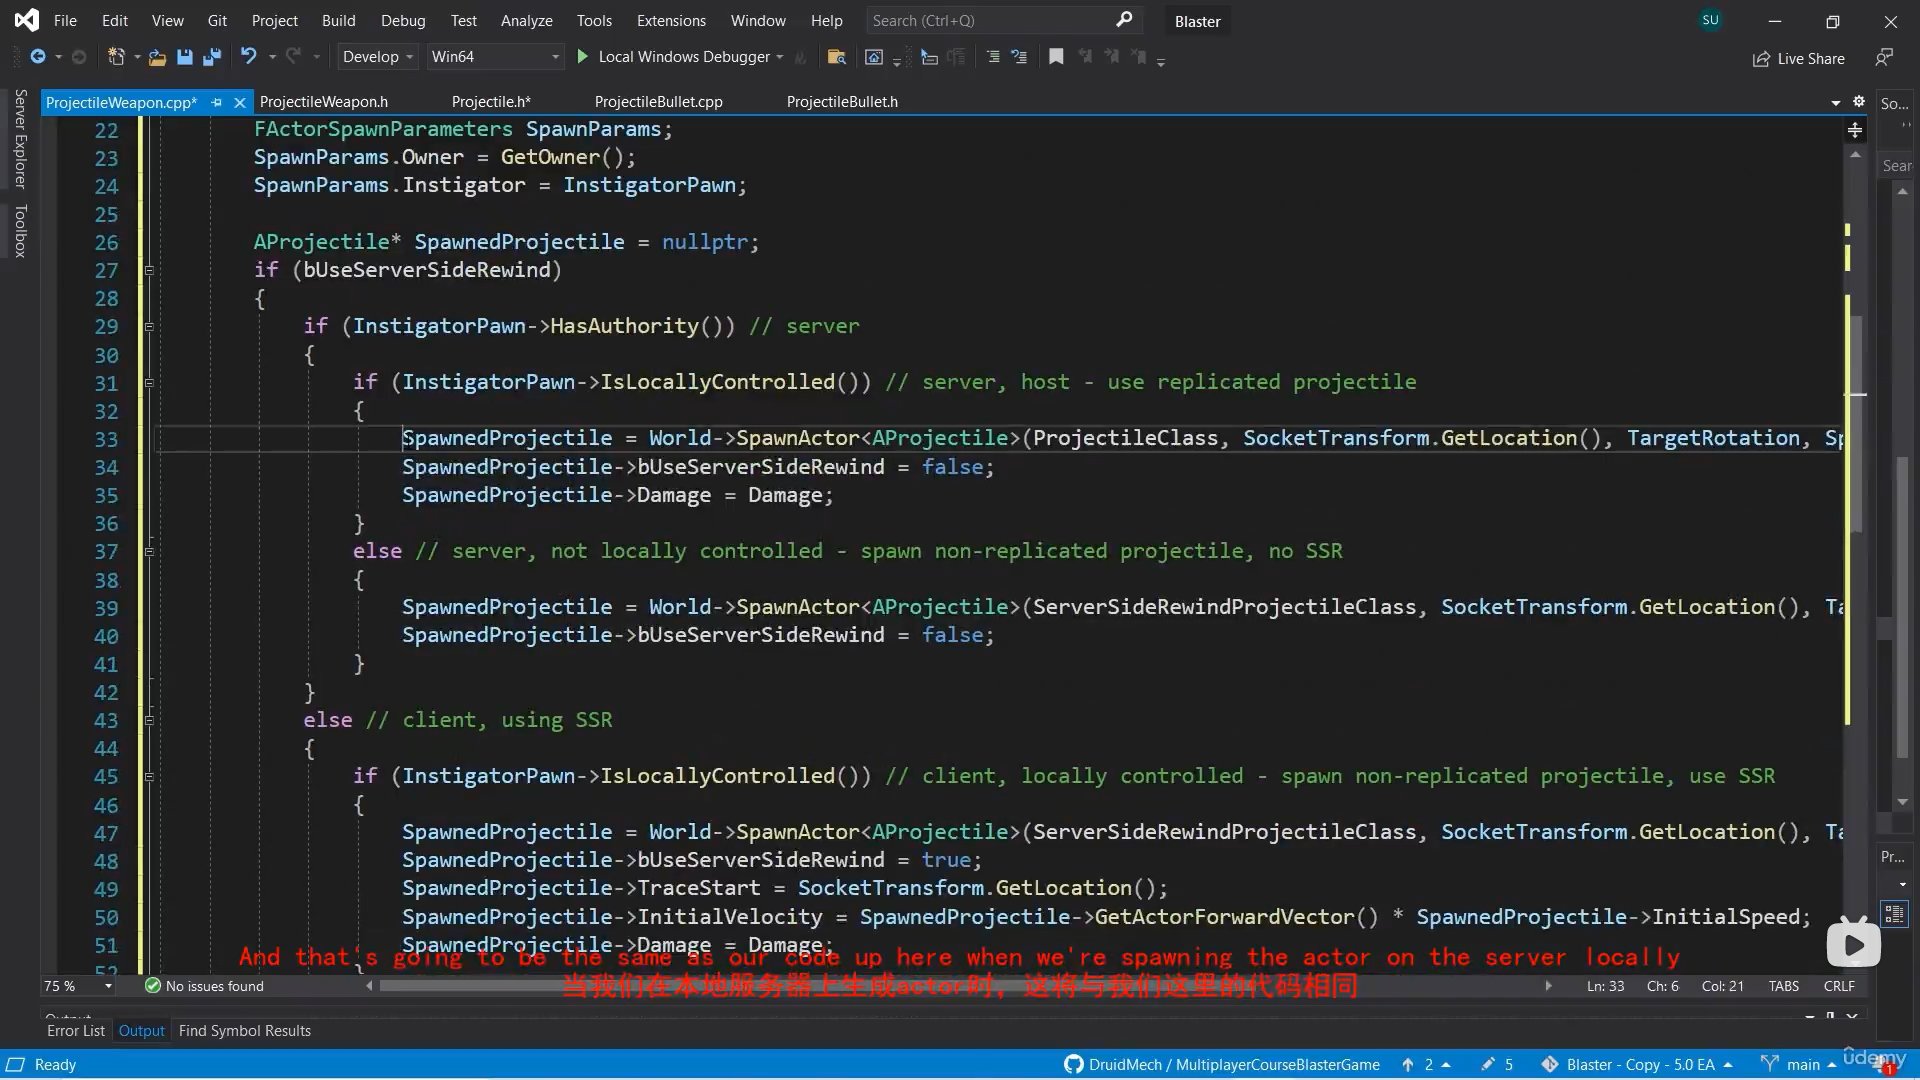 File Edit View Git Project Build Debug Test Analyze Tools Extensions Window Help Search (Ctrl+Q) Blaster SU
Develop Win64 Local Windows Debugger Live Share
ProjectileWeapon.cpp* ProjectileWeapon.h Projectile.h* ProjectileBullet.cpp ProjectileBullet.h So...
Server Explorer
Toolbox
Sear
22 FActorSpawnParameters SpawnParams;
23 SpawnParams.Owner = GetOwner();
24 SpawnParams.Instigator = InstigatorPawn;
25
26 AProjectile* SpawnedProjectile = nullptr;
27 if (bUseServerSideRewind)
28 {
29 if (InstigatorPawn->HasAuthority()) // server
30 {
31 if (InstigatorPawn->IsLocallyControlled()) // server, host - use replicated projectile
32 {
33 SpawnedProjectile = World->SpawnActor<AProjectile>(ProjectileClass, SocketTransform.GetLocation(), TargetRotation, Sp
34 SpawnedProjectile->bUseServerSideRewind = false;
35 SpawnedProjectile->Damage = Damage;
36 }
37 else // server, not locally controlled - spawn non-replicated projectile, no SSR
38 {
39 SpawnedProjectile = World->SpawnActor<AProjectile>(ServerSideRewindProjectileClass, SocketTransform.GetLocation(), Ta
40 SpawnedProjectile->bUseServerSideRewind = false;
41 }
42 }
43 else // client, using SSR
44 {
45 if (InstigatorPawn->IsLocallyControlled()) // client, locally controlled - spawn non-replicated projectile, use SSR
46 {
47 SpawnedProjectile = World->SpawnActor<AProjectile>(ServerSideRewindProjectileClass, SocketTransform.GetLocation(), Ta
48 SpawnedProjectile->bUseServerSideRewind = true;
49 SpawnedProjectile->TraceStart = SocketTransform.GetLocation();
50 SpawnedProjectile->InitialVelocity = SpawnedProjectile->GetActorForwardVector() * SpawnedProjectile->InitialSpeed;
51 SpawnedProjectile->Damage = Damage;
Pr...
And that's going to be the same as our code up here when we're spawning the actor on the server locally
当我们在本地服务器上生成actor时，这将与我们这里的代码相同
75 % No issues found Ln: 33 Ch: 6 Col: 21 TABS CRLF
Error List Output Find Symbol Results
Ready DruidMech / MultiplayerCourseBlasterGame 2 5 Blaster - Copy - 5.0 EA main 1
ûdemy